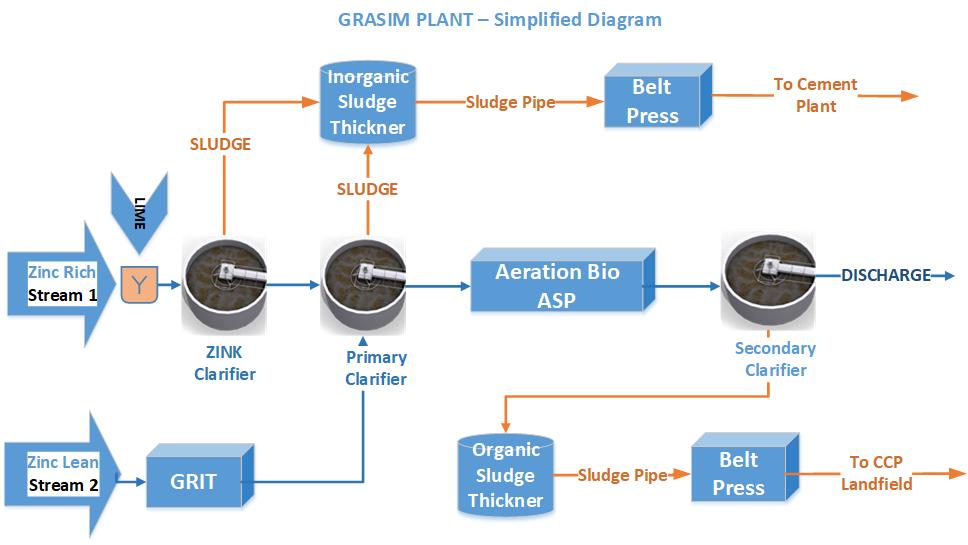 GRASIM PLANT – Simplified Diagram
Inorganic
Sludge
Thickner
Sludge Pipe
Belt
Press
To Cement
Plant
SLUDGE
SLUDGE
LIME
Zinc Rich
Stream 1
Y
Aeration Bio
ASP
DISCHARGE
ZINK
Clarifier
Primary
Clarifier
Secondary
Clarifier
Zinc Lean
Stream 2
GRIT
Organic
Sludge
Thickner
Sludge Pipe
Belt
Press
To CCP
Landfield